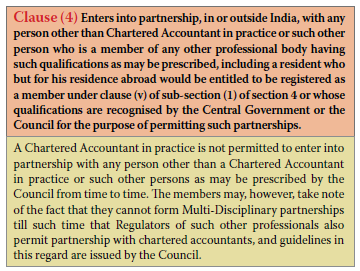 Clause (4) Enters into partnership, in or outside India, with any
person other than Chartered Accountant in practice or such other
person who is a member of any other professional body having
such qualifications as may be prescribed, including a resident who
but for his residence abroad would be entitled to be registered as
a member under clause (v) of sub-section (1) of section 4 or whose
qualifications are recognised by the Central Government or the
Council for the purpose of permitting such partnerships.
A Chartered Accountant in practice is not permitted to enter into
partnership with any person other than a Chartered Accountant
in practice or such other persons as may be prescribed by the
Council from time to time. The members may, however, take note
of the fact that they cannot form Multi-Disciplinary partnerships
till such time that Regulators of such other professionals also
permit partnership with chartered accountants, and guidelines in
this regard are issued by the Council.